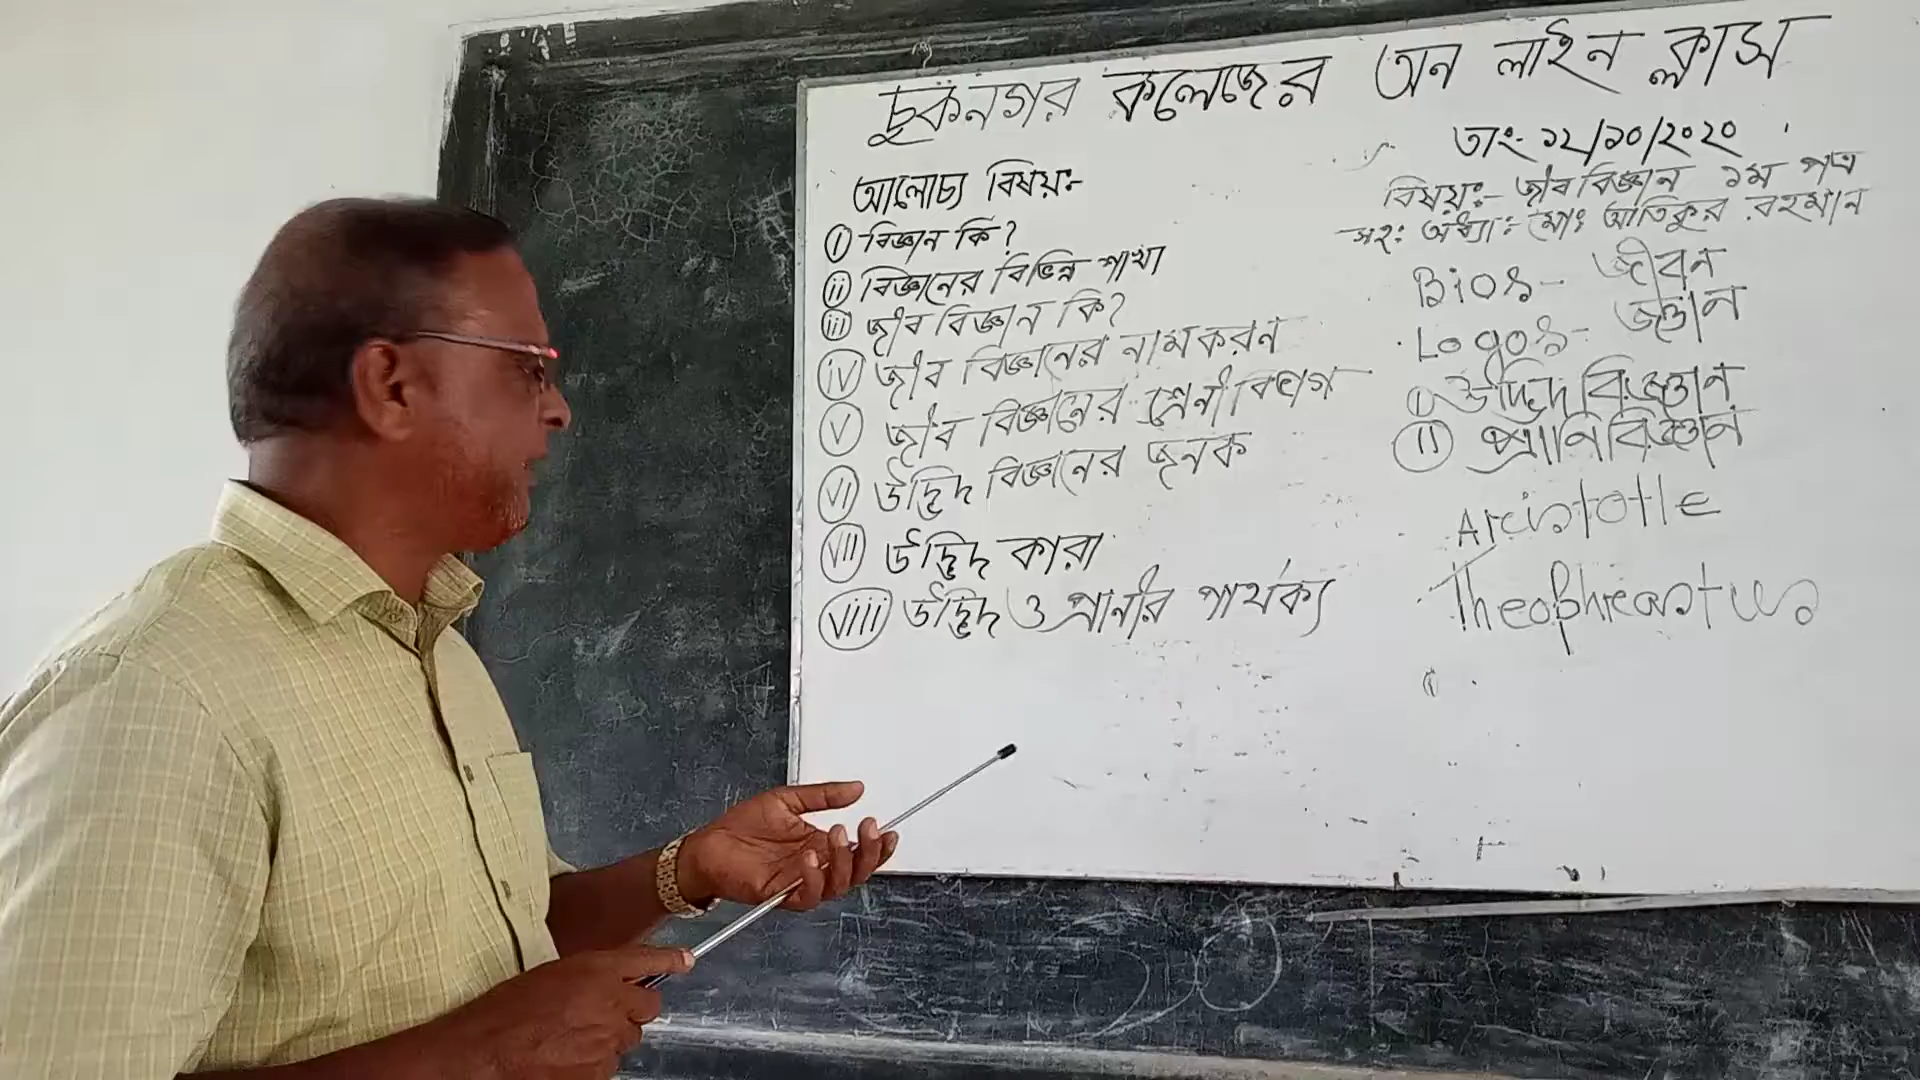 চুকনগর কলেজের অন লাইন ক্লাস
তাং- ১২/১০/২০২০
বিষয়ঃ- জীব বিজ্ঞান ১ম পত্র
সহঃ অধ্যাঃ মোঃ আতিকুর রহমান
আলোচ্য বিষয়ঃ-
(i) বিজ্ঞান কি?
(ii) বিজ্ঞানের বিভিন্ন শাখা
(iii) জীব বিজ্ঞান কি?
(iv) জীব বিজ্ঞানের নামকরন
(v) জীব বিজ্ঞানের শ্রেনী বিভাগ
(vi) উদ্ভিদ বিজ্ঞানের জনক
(vii) উদ্ভিদ কারা
(viii) উদ্ভিদ ও প্রানীর পার্থক্য
Bios- জীবন
Logos- জ্ঞান
(i) উদ্ভিদ বিজ্ঞান
(ii) প্রাণিবিজ্ঞান
Aristotle
Theophrastus